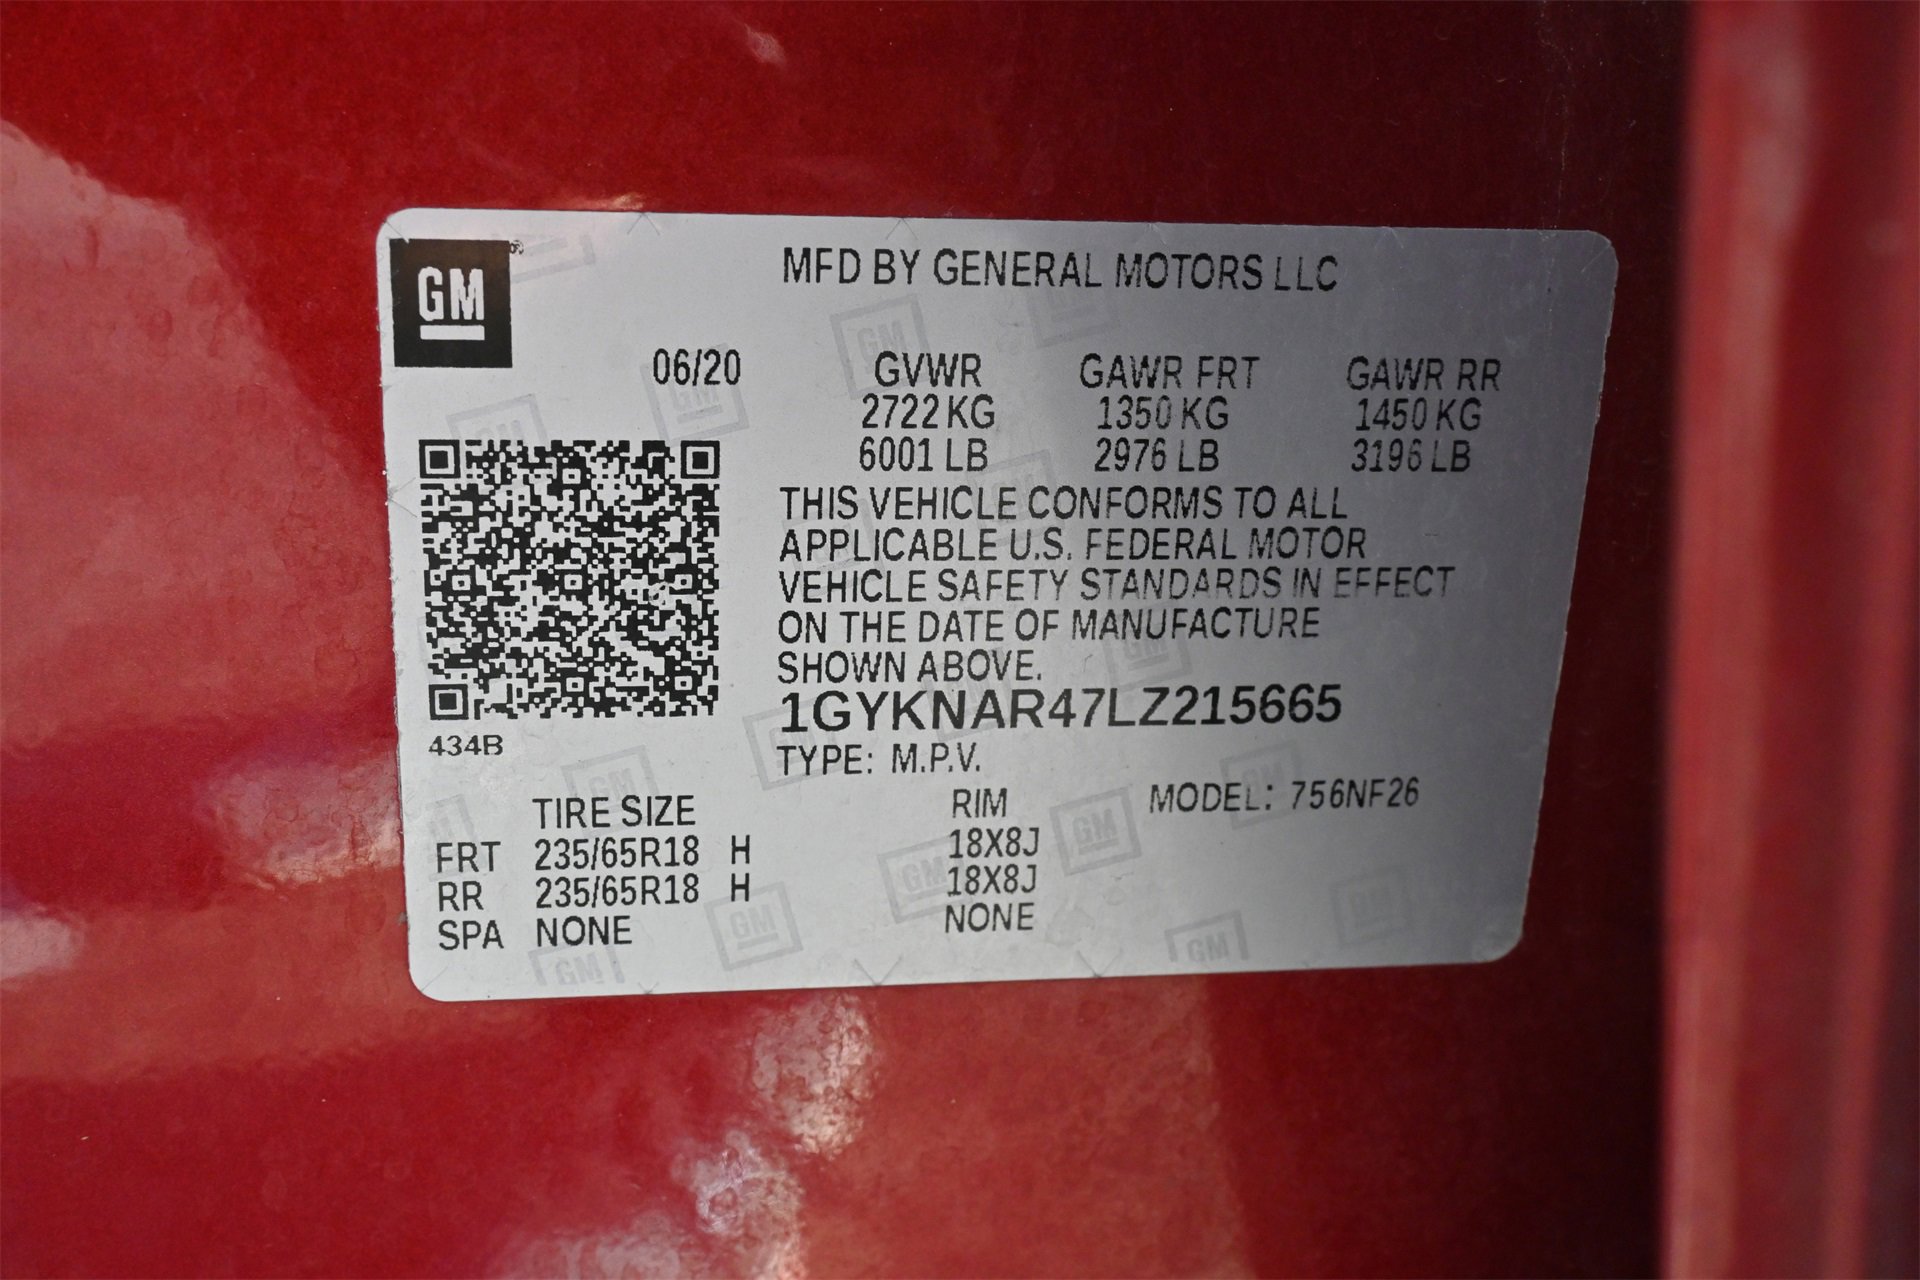 GM
MFD BY GENERAL MOTORS LLC
06/20 GVWR GAWR FRT GAWR RR
2722 KG 1350 KG 1450 KG
6001 LB 2976 LB 3196 LB
THIS VEHICLE CONFORMS TO ALL
APPLICABLE U.S. FEDERAL MOTOR
VEHICLE SAFETY STANDARDS IN EFFECT
ON THE DATE OF MANUFACTURE
SHOWN ABOVE.
1GYKNAR47LZ215665
434B
TYPE: M.P.V.
TIRE SIZE RIM MODEL: 756NF26
FRT 235/65R18 H 18X8J
RR 235/65R18 H 18X8J
SPA NONE NONE